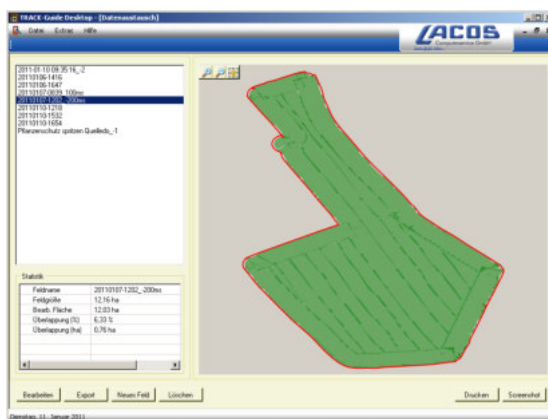 TRACK-Guide Desktop - [Datenaustausch]
Datei Extras Hilfe
LACOS
Computerservice GmbH
2011-01-10 09:35:16_-2
20110106-1416
20110106-1647
20110107-0839_100ms
20110107-1202_-200ms
20110110-1218
20110110-1532
20110110-1654
Pflanzenschutz spritzen Quellleds_-1
Statistik
Feldname 20110107-1202_-200ms
Feldgröße 12,16 ha
Bearb. Fläche 12,03 ha
Überlappung (%) 6,33 %
Überlappung (ha) 0,76 ha
Bearbeiten Export Neues Feld Löschen Drucken Screenshot
Dienstag, 11. Januar 2011